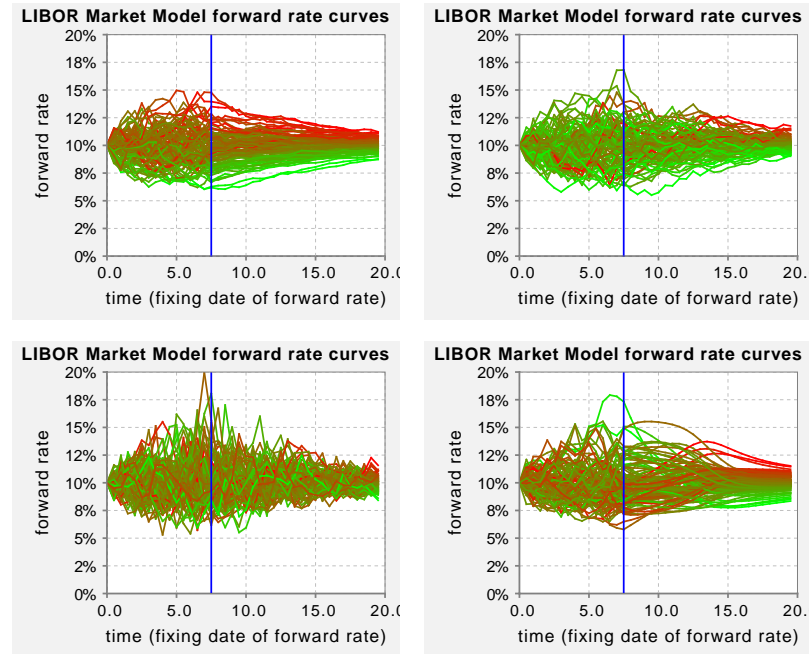 LIBOR Market Model forward rate curves
20%
18%
15%
10%
8%
5%
2%
0%
forward rate
0.0 5.0 10.0 15.0 20.0
time (fixing date of forward rate)
LIBOR Market Model forward rate curves
20%
18%
15%
10%
8%
5%
2%
0%
forward rate
0.0 5.0 10.0 15.0 20.
time (fixing date of forward rate)
LIBOR Market Model forward rate curves
20%
18%
15%
10%
8%
5%
2%
0%
forward rate
0.0 5.0 10.0 15.0 20.0
time (fixing date of forward rate)
LIBOR Market Model forward rate curves
20%
18%
15%
10%
8%
5%
2%
0%
forward rate
0.0 5.0 10.0 15.0 20.
time (fixing date of forward rate)